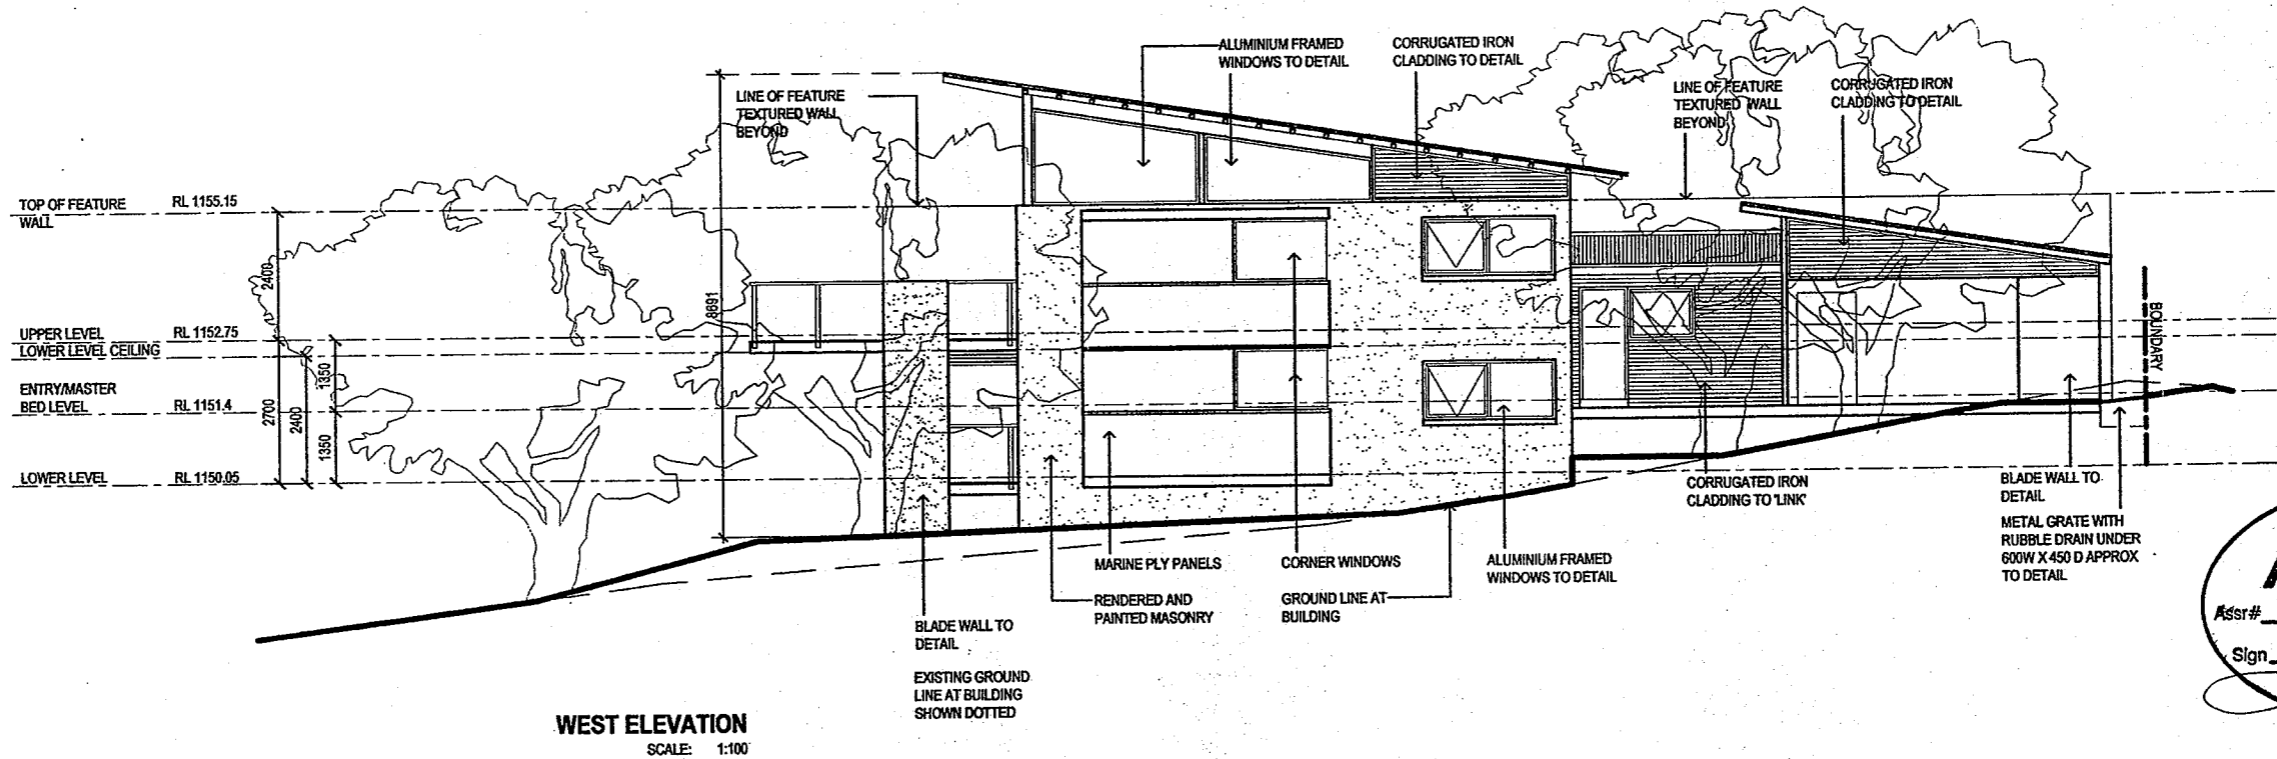 ALUMINIUM FRAMED
WINDOWS TO DETAIL
CORRUGATED IRON
CLADDING TO DETAIL
LINE OF FEATURE
TEXTURED WALL
BEYOND
LINE OF FEATURE
TEXTURED WALL
BEYOND
CORRUGATED IRON
CLADDING TO DETAIL
TOP OF FEATURE
WALL
RL 1155.15
2400
8691
UPPER LEVEL
RL 1152.75
LOWER LEVEL CEILING
ENTRY/MASTER
BED LEVEL
RL 1151.4
2700
2400
1350
1350
LOWER LEVEL
RL 1150.05
BOUNDARY
MARINE PLY PANELS
RENDERED AND
PAINTED MASONRY
CORNER WINDOWS
GROUND LINE AT
BUILDING
ALUMINIUM FRAMED
WINDOWS TO DETAIL
CORRUGATED IRON
CLADDING TO 'LINK'
BLADE WALL TO
DETAIL
METAL GRATE WITH
RUBBLE DRAIN UNDER
600W X 450 D APPROX
TO DETAIL
BLADE WALL TO
DETAIL
EXISTING GROUND
LINE AT BUILDING
SHOWN DOTTED
Assr#
Sign
WEST ELEVATION
SCALE: 1:100